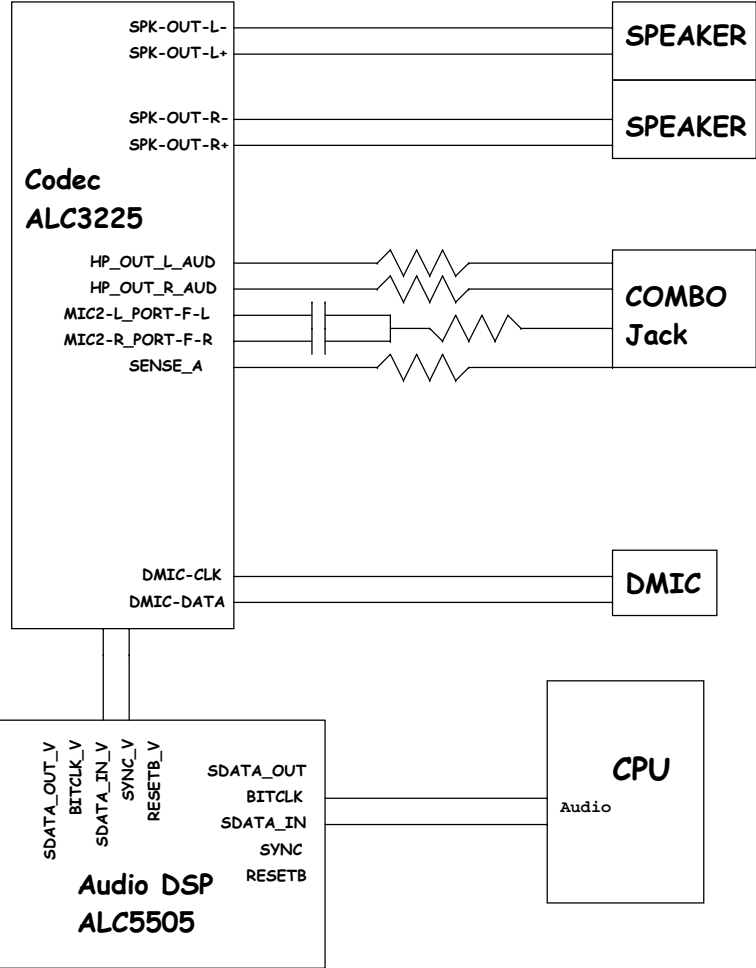 SPK-OUT-L-
SPK-OUT-L+
SPEAKER
SPK-OUT-R-
SPK-OUT-R+
SPEAKER
Codec
ALC3225
HP_OUT_L_AUD
HP_OUT_R_AUD
MIC2-L_PORT-F-L
MIC2-R_PORT-F-R
SENSE_A
COMBO
Jack
DMIC-CLK
DMIC-DATA
DMIC
SDATA_OUT_V
BITCLK_V
SDATA_IN_V
SYNC_V
RESETB_V
SDATA_OUT
BITCLK
SDATA_IN
SYNC
RESETB
Audio DSP
ALC5505
CPU
Audio